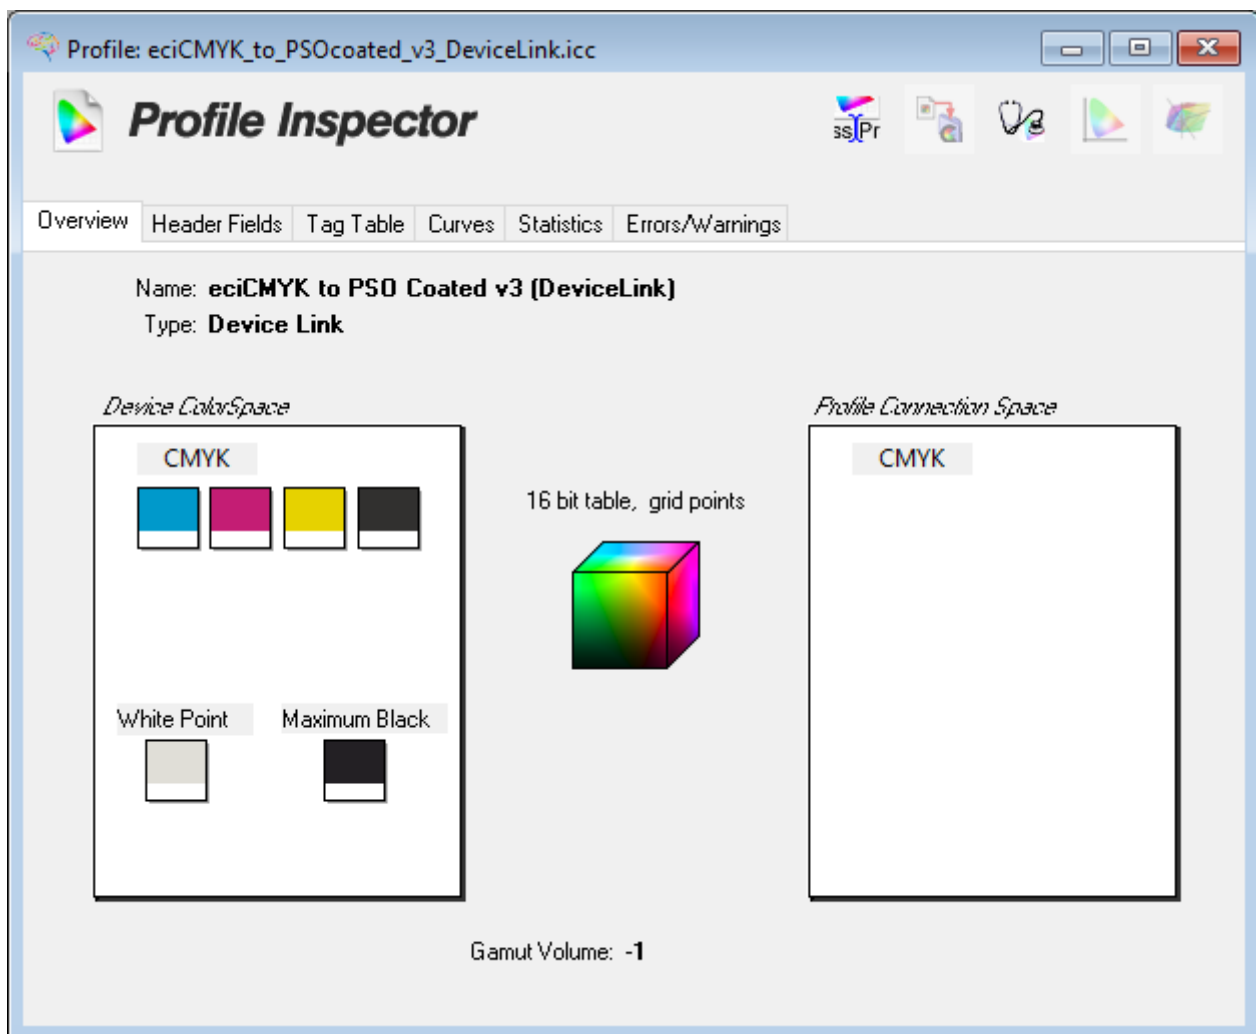 Profile: eciCMYK_to_PSOcoated_v3_DeviceLink.icc
Profile Inspector
ss Pr
Overview Header Fields Tag Table Curves Statistics Errors/Warnings
Name: eciCMYK to PSO Coated v3 (DeviceLink)
Type: Device Link
Device ColorSpace
Profile Connection Space
CMYK
CMYK
16 bit table, grid points
White Point Maximum Black
Gamut Volume: -1